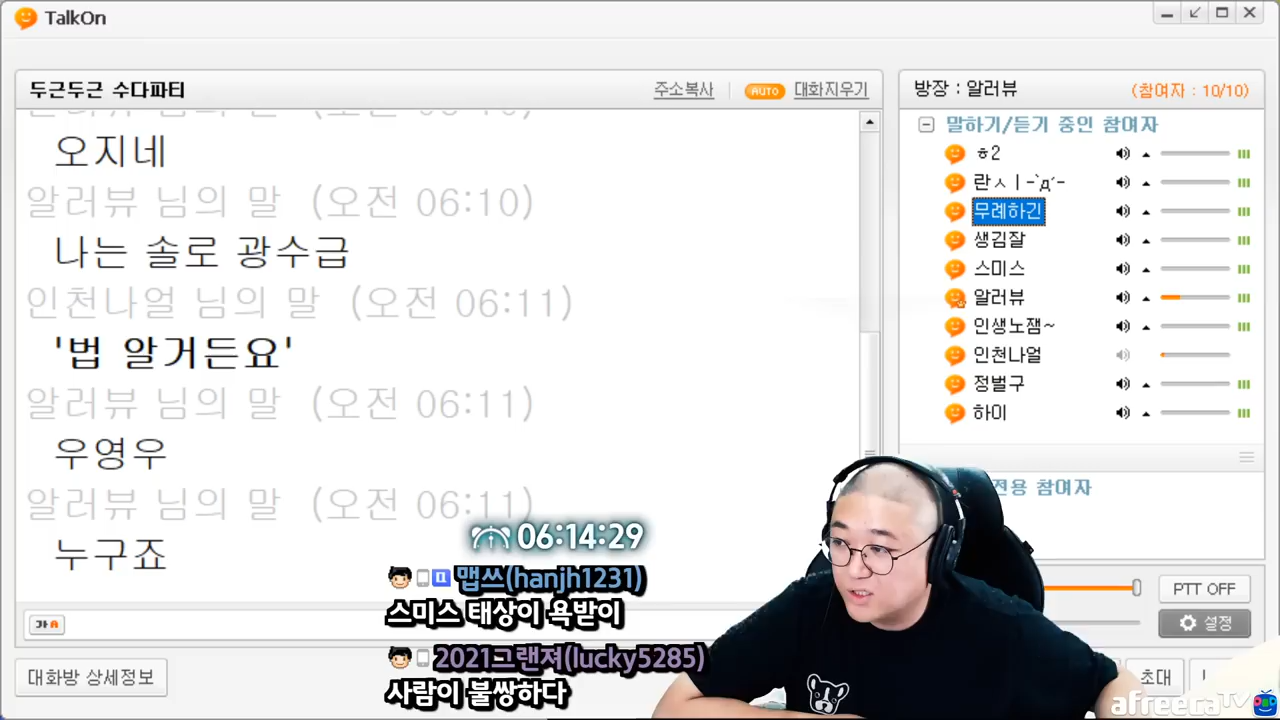 TalkOn
두근두근 수다파티
주소복사
AUTO
대화지우기
오지네
알러뷰 님의 말 (오전 06:10)
나는 솔로 광수급
인천나얼 님의 말 (오전 06:11)
'법 알거든요'
알러뷰 님의 말 (오전 06:11)
우영우
알러뷰 님의 말 (오전 06:11)
누구죠
가A
대화방 상세정보
방장 : 알러뷰
(참여자 : 10/10)
말하기/듣기 중인 참여자
ㅎ2
란ㅅㅣ-`д´-
무례하긴
생김잘
스미스
알러뷰
인생노잼~
인천나얼
정벌구
하이
전용 참여자
PTT OFF
설정
초대
06:14:29
맵쓰(hanjh1231)
스미스 태상이 욕받이
2021그랜져(lucky5285)
사람이 불쌍하다
afreecaTV